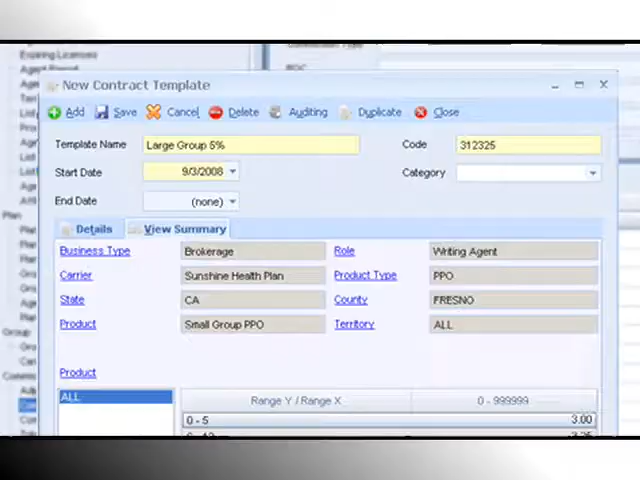 Expiring Licenses
New Contract Template
Add Save Cancel Delete Auditing Duplicate Close
Template Name Large Group 5% Code 312325
Start Date 9/3/2008 Category
End Date (none)
Details View Summary
Business Type Brokerage Role Writing Agent
Carrier Sunshine Health Plan Product Type PPO
State CA County FRESNO
Product Small Group PPO Territory ALL
Product
ALL Range Y / Range X 0 - 999999
0 - 5 3.00